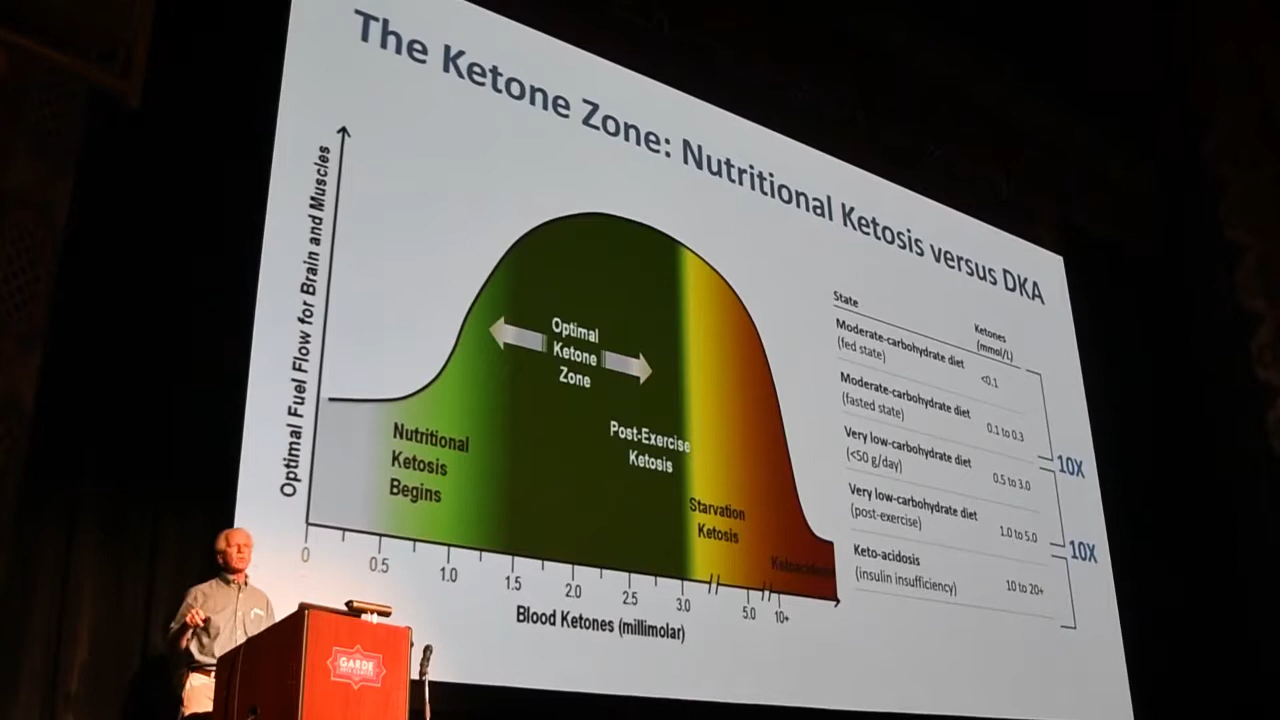 The Ketone Zone: Nutritional Ketosis versus DKA
Optimal Fuel Flow for Brain and Muscles
Optimal
Ketone
Zone
Nutritional
Ketosis
Begins
Post-Exercise
Ketosis
Starvation
Ketosis
Ketoacidosis
0
0.5
1.0
1.5
2.0
2.5
3.0
5.0
10+
Blood Ketones (millimolar)
State
Ketones
(mmol/L)
Moderate-carbohydrate diet
(fed state)
<0.1
Moderate-carbohydrate diet
(fasted state)
0.1 to 0.3
Very low-carbohydrate diet
(<50 g/day)
0.5 to 3.0
Very low-carbohydrate diet
(post-exercise)
1.0 to 5.0
Keto-acidosis
(insulin insufficiency)
10 to 20+
10X
10X
GARDE
ARTS CENTER